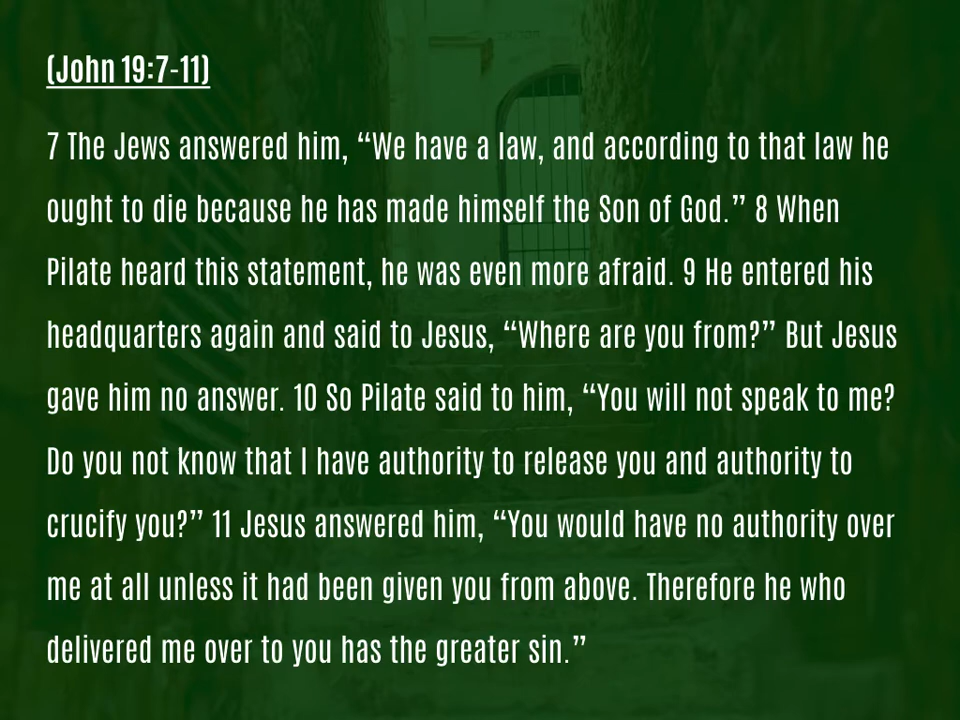 (John 19:7-11)
7 The Jews answered him, “We have a law, and according to that law he
ought to die because he has made himself the Son of God.” 8 When
Pilate heard this statement, he was even more afraid. 9 He entered his
headquarters again and said to Jesus, “Where are you from?” But Jesus
gave him no answer. 10 So Pilate said to him, “You will not speak to me?
Do you not know that I have authority to release you and authority to
crucify you?” 11 Jesus answered him, “You would have no authority over
me at all unless it had been given you from above. Therefore he who
delivered me over to you has the greater sin.”